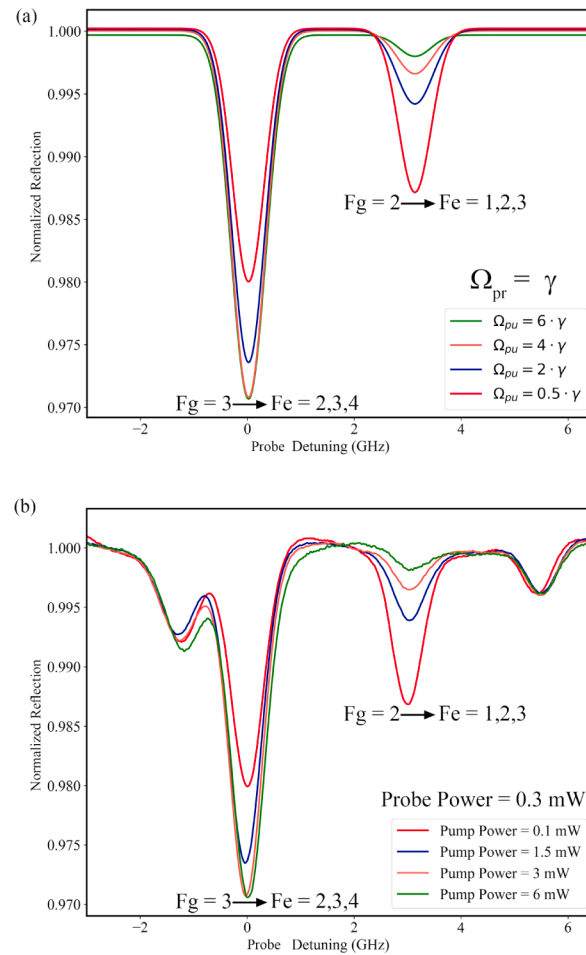 (a)
1.000
0.995
0.990
0.985
0.980
0.975
0.970
Normalized Reflection
Fg = 2 → Fe = 1,2,3
Ω_pr = γ
Ω_pu = 6 · γ
Ω_pu = 4 · γ
Ω_pu = 2 · γ
Ω_pu = 0.5 · γ
Fg = 3 → Fe = 2,3,4
−2 0 2 4 6
Probe Detuning (GHz)
(b)
1.000
0.995
0.990
0.985
0.980
0.975
0.970
Normalized Reflection
Fg = 2 → Fe = 1,2,3
Probe Power = 0.3 mW
Pump Power = 0.1 mW
Pump Power = 1.5 mW
Pump Power = 3 mW
Pump Power = 6 mW
Fg = 3 → Fe = 2,3,4
−2 0 2 4 6
Probe Detuning (GHz)